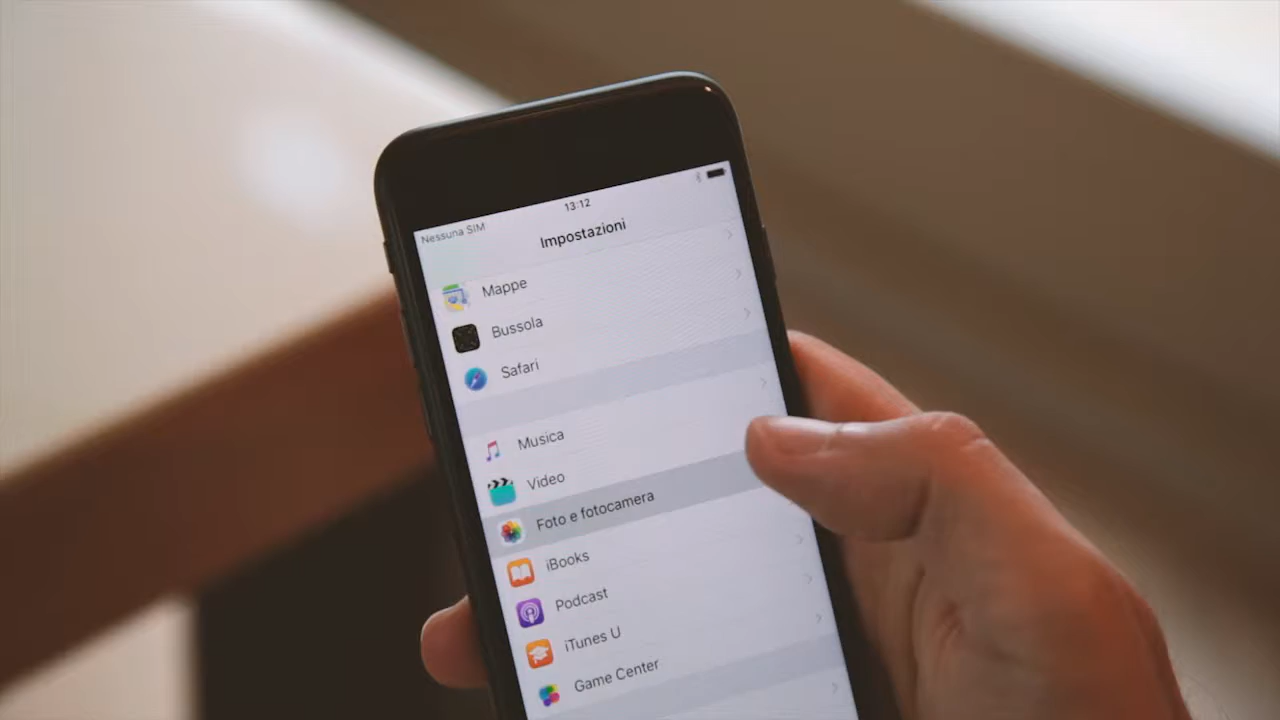 13:12
Nessuna SIM
Impostazioni
Mappe
Bussola
Safari
Musica
Video
Foto e fotocamera
iBooks
Podcast
iTunes U
Game Center